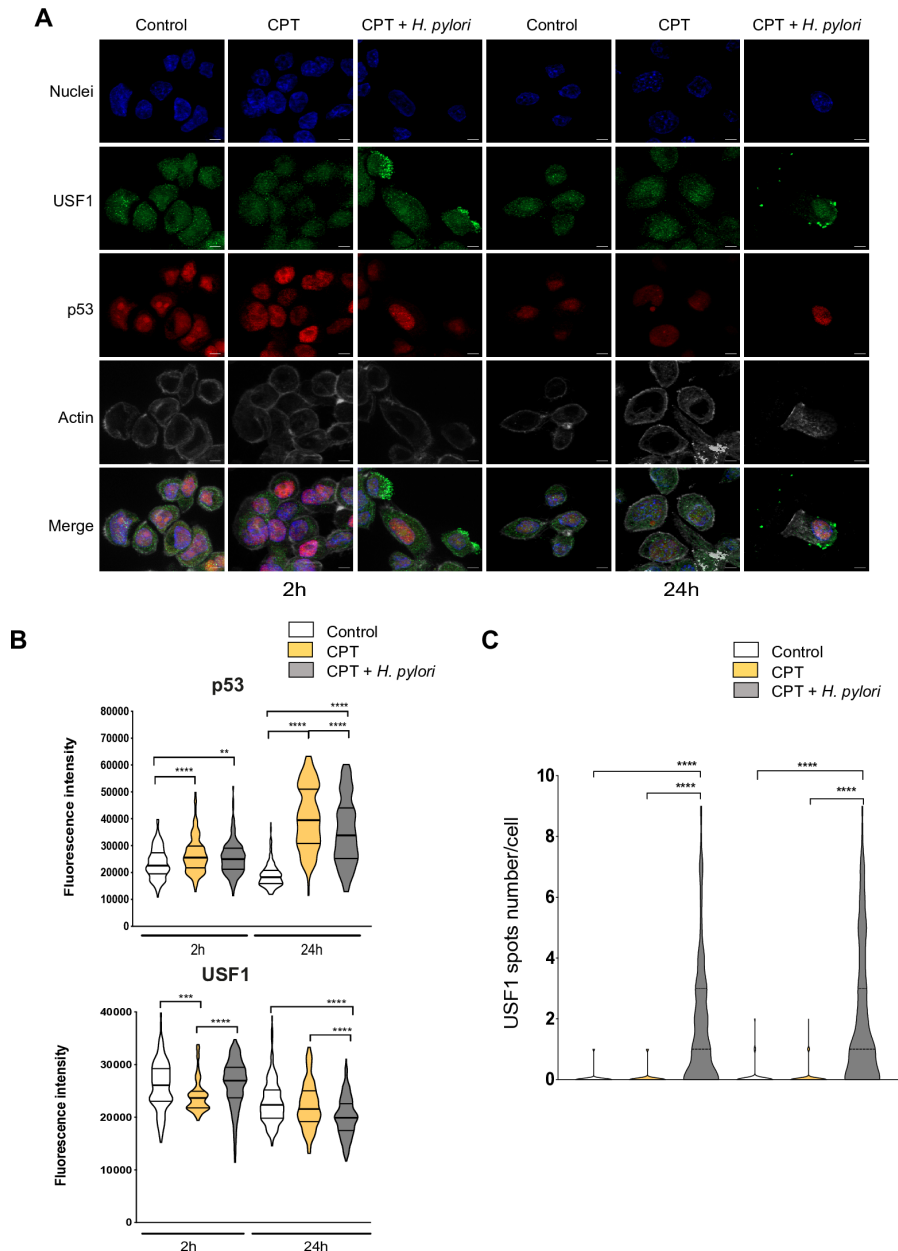 A
Control CPT CPT + H. pylori Control CPT CPT + H. pylori
Nuclei
USF1
p53
Actin
Merge
2h 24h
B
Control
CPT
CPT + H. pylori
p53
Fluorescence intensity
80000
70000
60000
50000
40000
30000
20000
10000
0
****
**
****
****
****
2h 24h
USF1
Fluorescence intensity
40000
30000
20000
10000
0
***
****
****
****
2h 24h
C
Control
CPT
CPT + H. pylori
USF1 spots number/cell
10
8
6
4
2
0
****
****
****
****